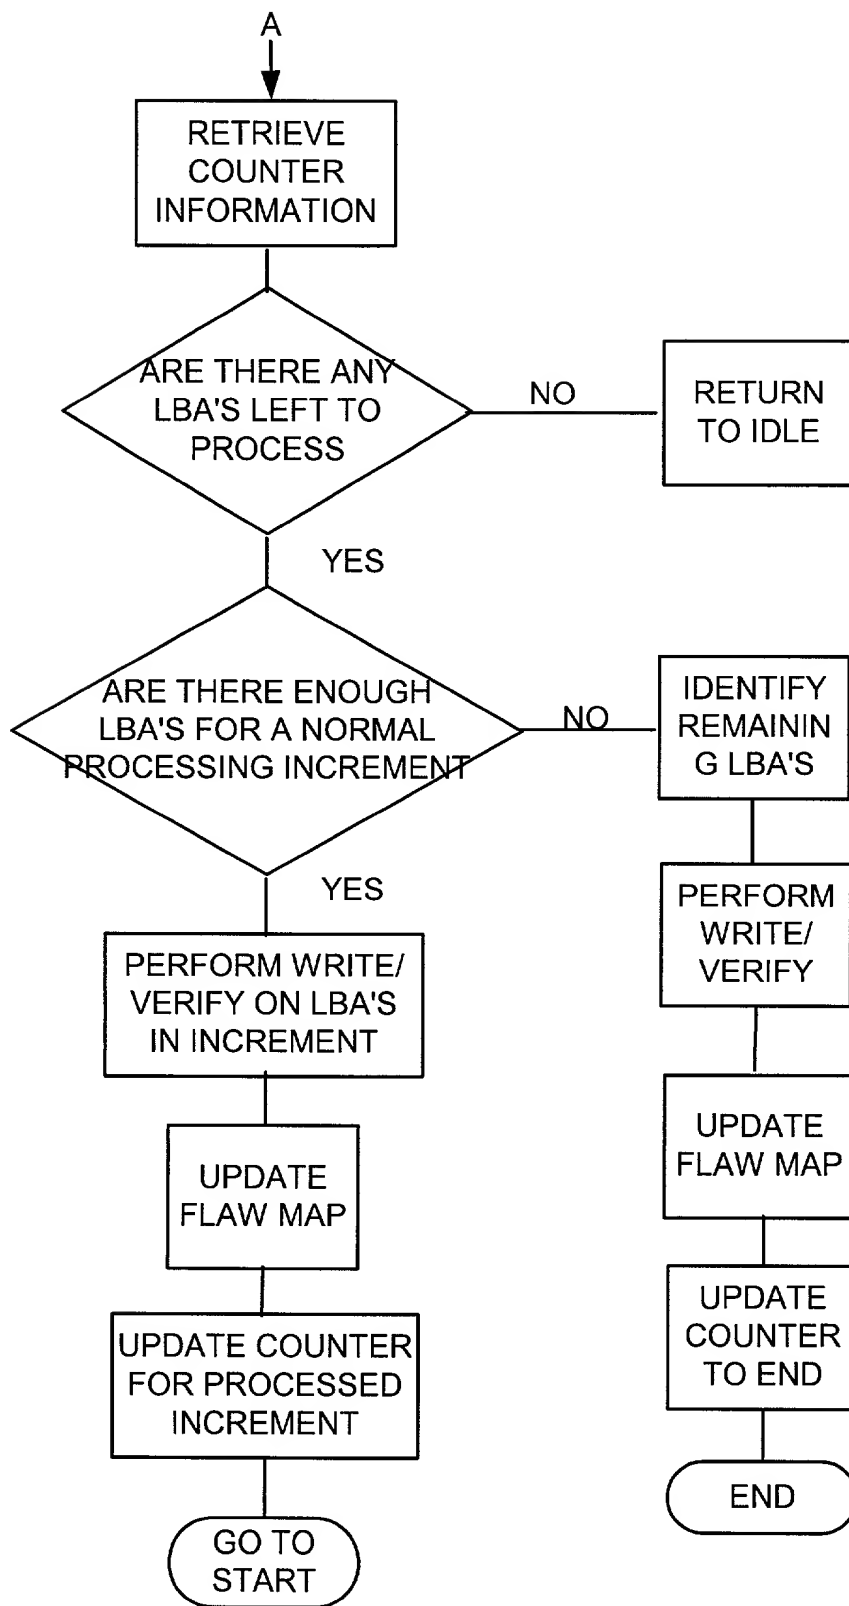 A
RETRIEVE
COUNTER
INFORMATION
ARE THERE ANY
LBA'S LEFT TO
PROCESS
NO
RETURN
TO IDLE
YES
ARE THERE ENOUGH
LBA'S FOR A NORMAL
PROCESSING INCREMENT
NO
IDENTIFY
REMAININ
G LBA'S
YES
PERFORM WRITE/
VERIFY ON LBA'S
IN INCREMENT
PERFORM
WRITE/
VERIFY
UPDATE
FLAW MAP
UPDATE
FLAW MAP
UPDATE COUNTER
FOR PROCESSED
INCREMENT
UPDATE
COUNTER
TO END
GO TO
START
END